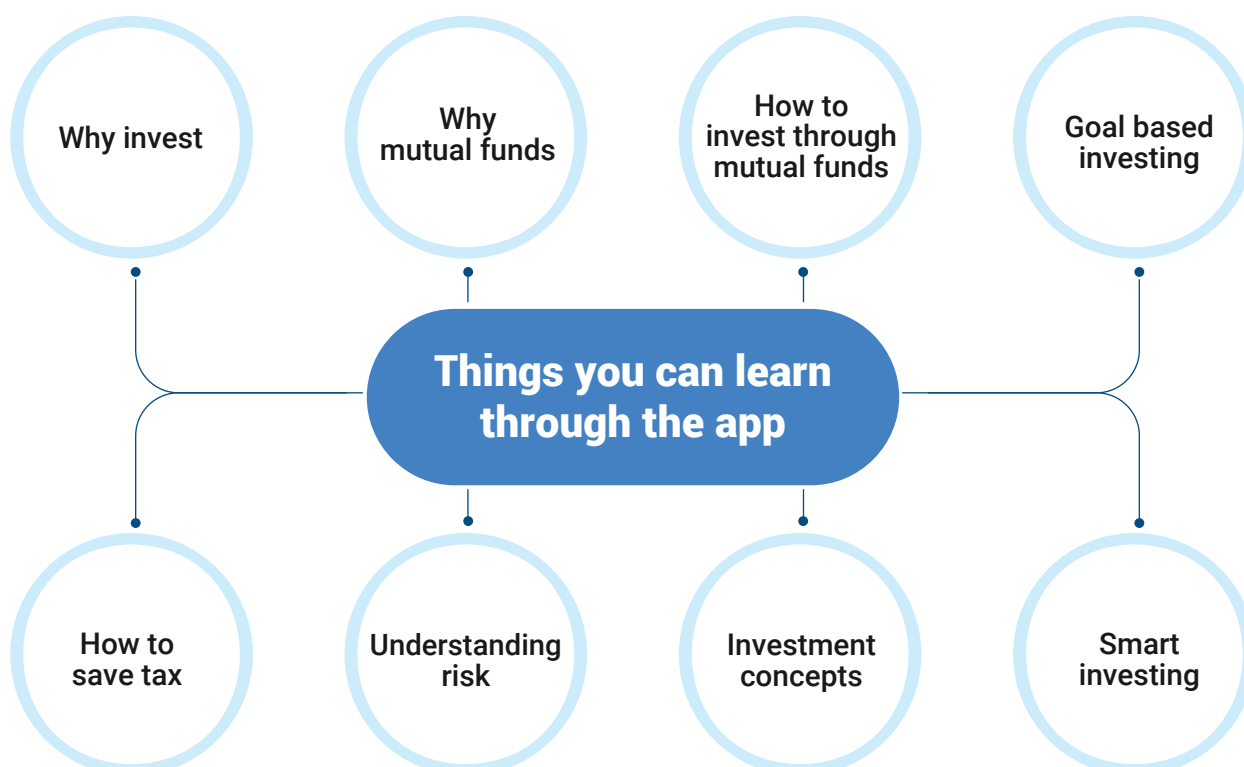 Why invest
Why
mutual funds
How to
invest through
mutual funds
Goal based
investing
Things you can learn
through the app
How to
save tax
Understanding
risk
Investment
concepts
Smart
investing